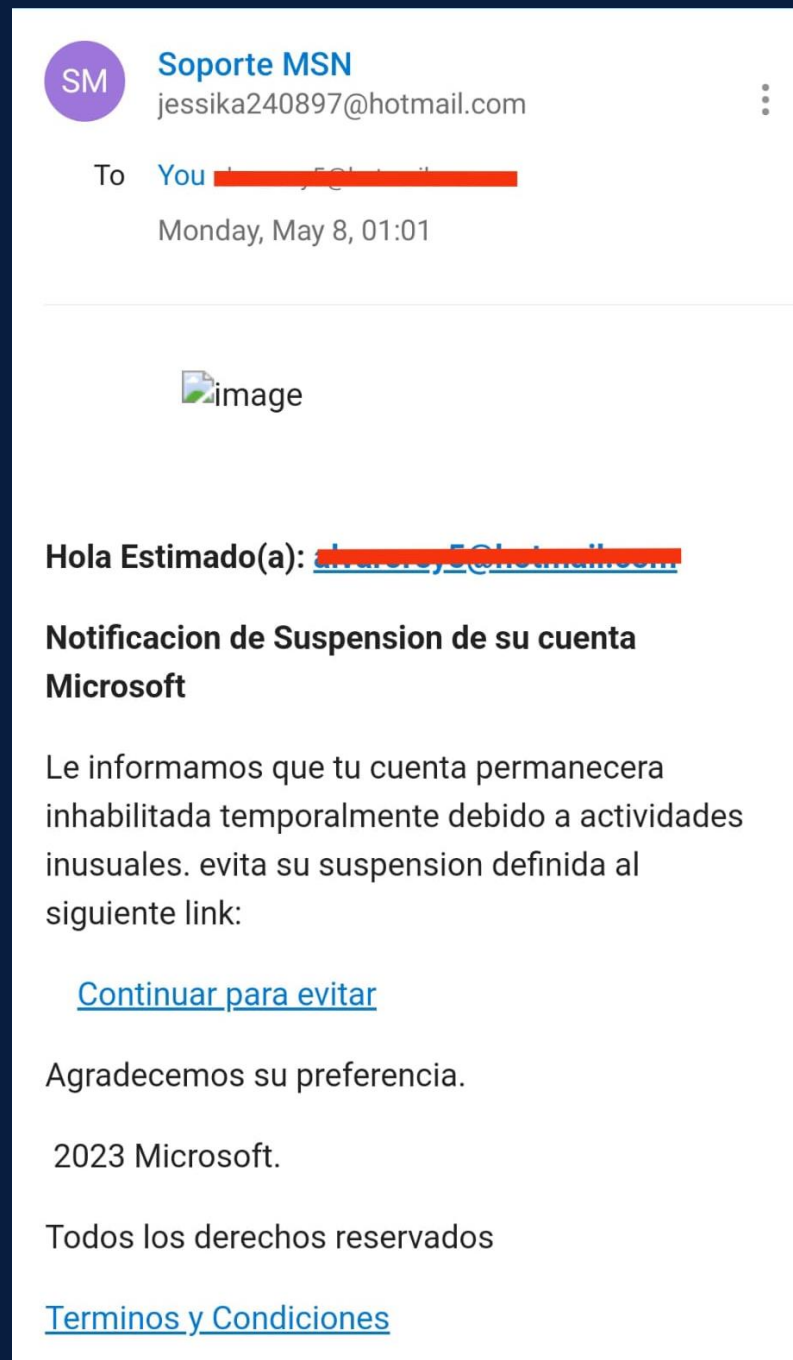 SM
Soporte MSN
jessika240897@hotmail.com
To You
Monday, May 8, 01:01
image
Hola Estimado(a):
Notificacion de Suspension de su cuenta
Microsoft
Le informamos que tu cuenta permanecera
inhabilitada temporalmente debido a actividades
inusuales. evita su suspension definida al
siguiente link:
Continuar para evitar
Agradecemos su preferencia.
2023 Microsoft.
Todos los derechos reservados
Terminos y Condiciones